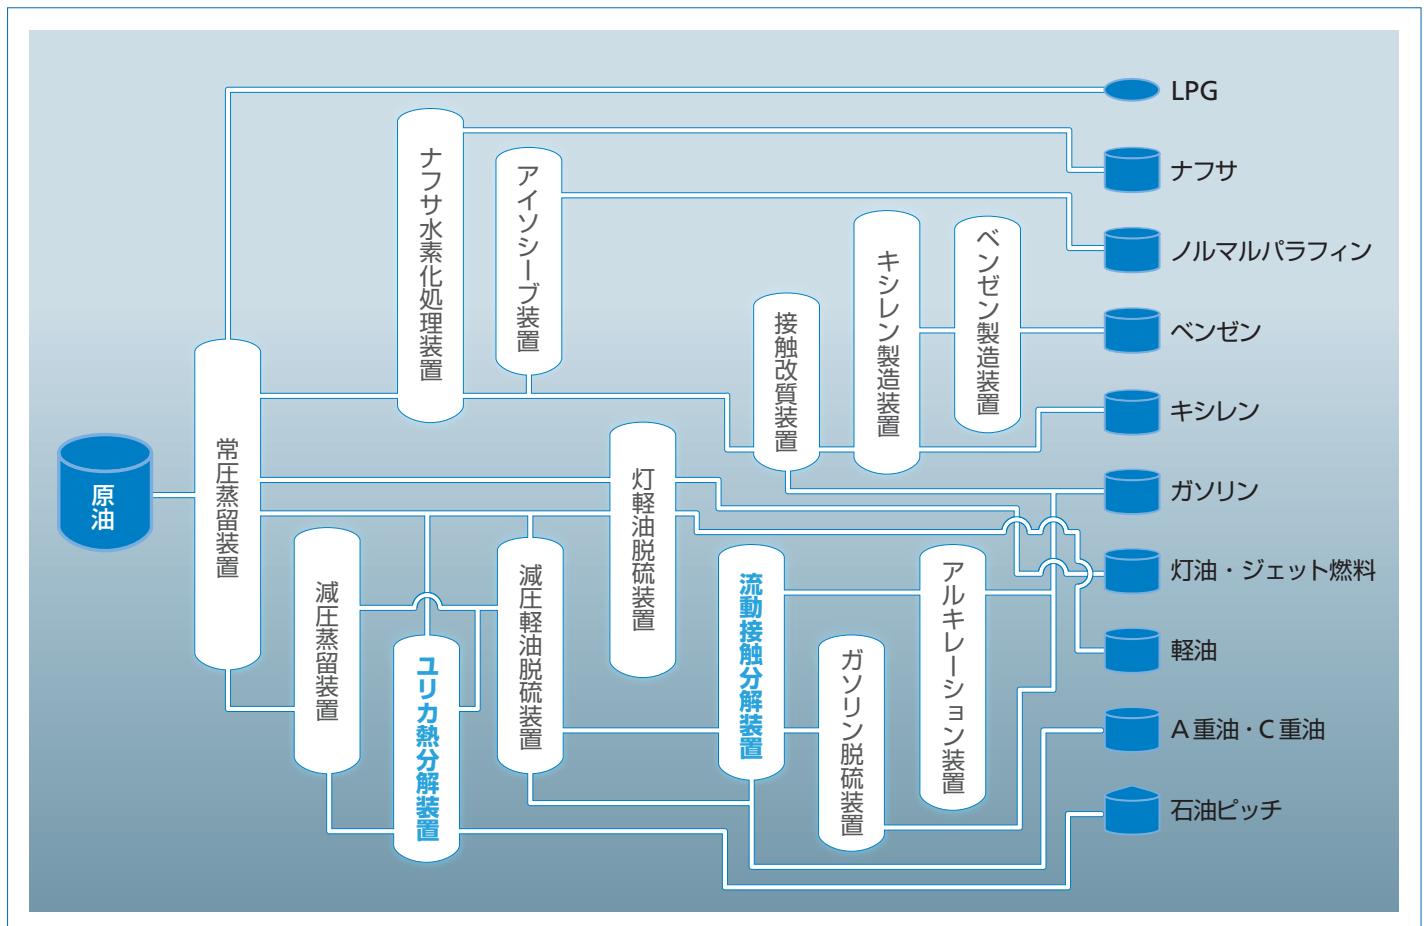 原油
常圧蒸留装置
減圧蒸留装置
ナフサ水素化処理装置
ユリカ熱分解装置
アイソシーブ装置
減圧軽油脱硫装置
灯軽油脱硫装置
接触改質装置
流動接触分解装置
キシレン製造装置
ガソリン脱硫装置
ベンゼン製造装置
アルキレーション装置
LPG
ナフサ
ノルマルパラフィン
ベンゼン
キシレン
ガソリン
灯油・ジェット燃料
軽油
A重油・C重油
石油ピッチ